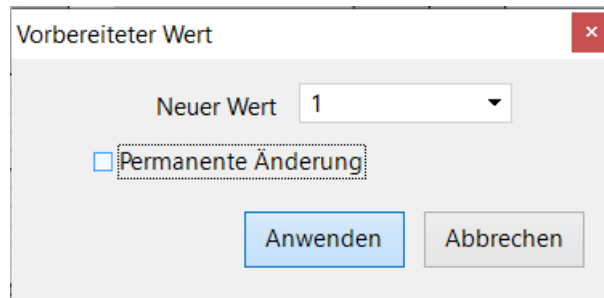 Vorbereiteter Wert
Neuer Wert 1
Permanente Änderung
Anwenden Abbrechen